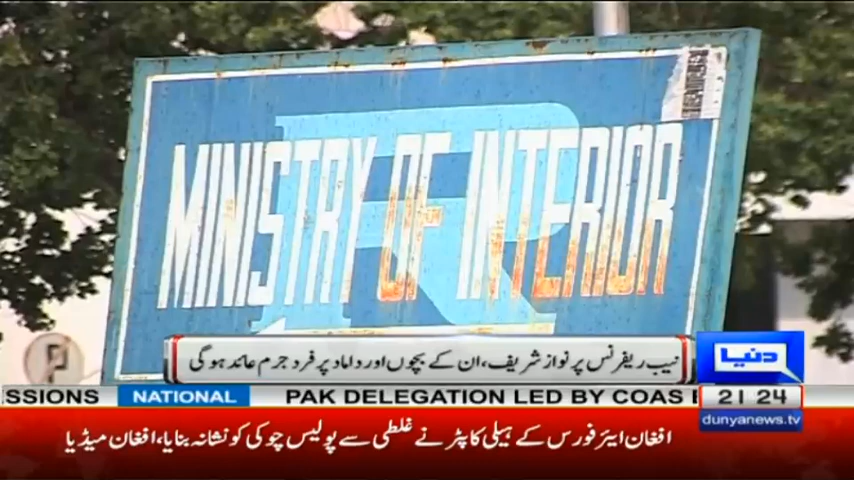 MINISTRY OF INTERIOR
نیب ریفرنس پر نواز شریف، ان کے بچوں اور داماد پر فرد جرم عائد ہوگی
دنیا
SSIONS NATIONAL PAK DELEGATION LED BY COAS
21 24
dunyanews.tv
افغان ایئر فورس کے ہیلی کاپٹر نے غلطی سے پولیس چوکی کو نشانہ بنایا، افغان میڈیا